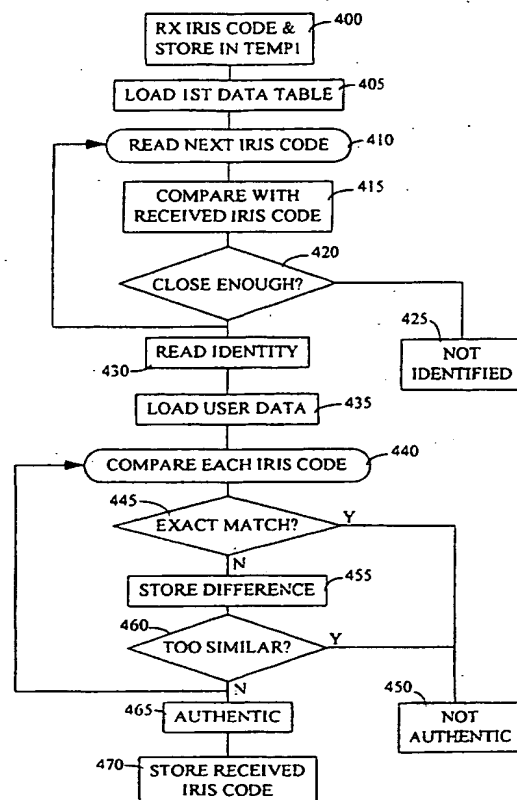 RX IRIS CODE &
STORE IN TEMP1
400
LOAD 1ST DATA TABLE
405
READ NEXT IRIS CODE
410
COMPARE WITH
RECEIVED IRIS CODE
415
420
CLOSE ENOUGH?
425
NOT
IDENTIFIED
READ IDENTITY
430
LOAD USER DATA
435
COMPARE EACH IRIS CODE
440
445
EXACT MATCH?
Y
N
STORE DIFFERENCE
455
460
TOO SIMILAR?
Y
N
450
NOT
AUTHENTIC
465
AUTHENTIC
470
STORE RECEIVED
IRIS CODE